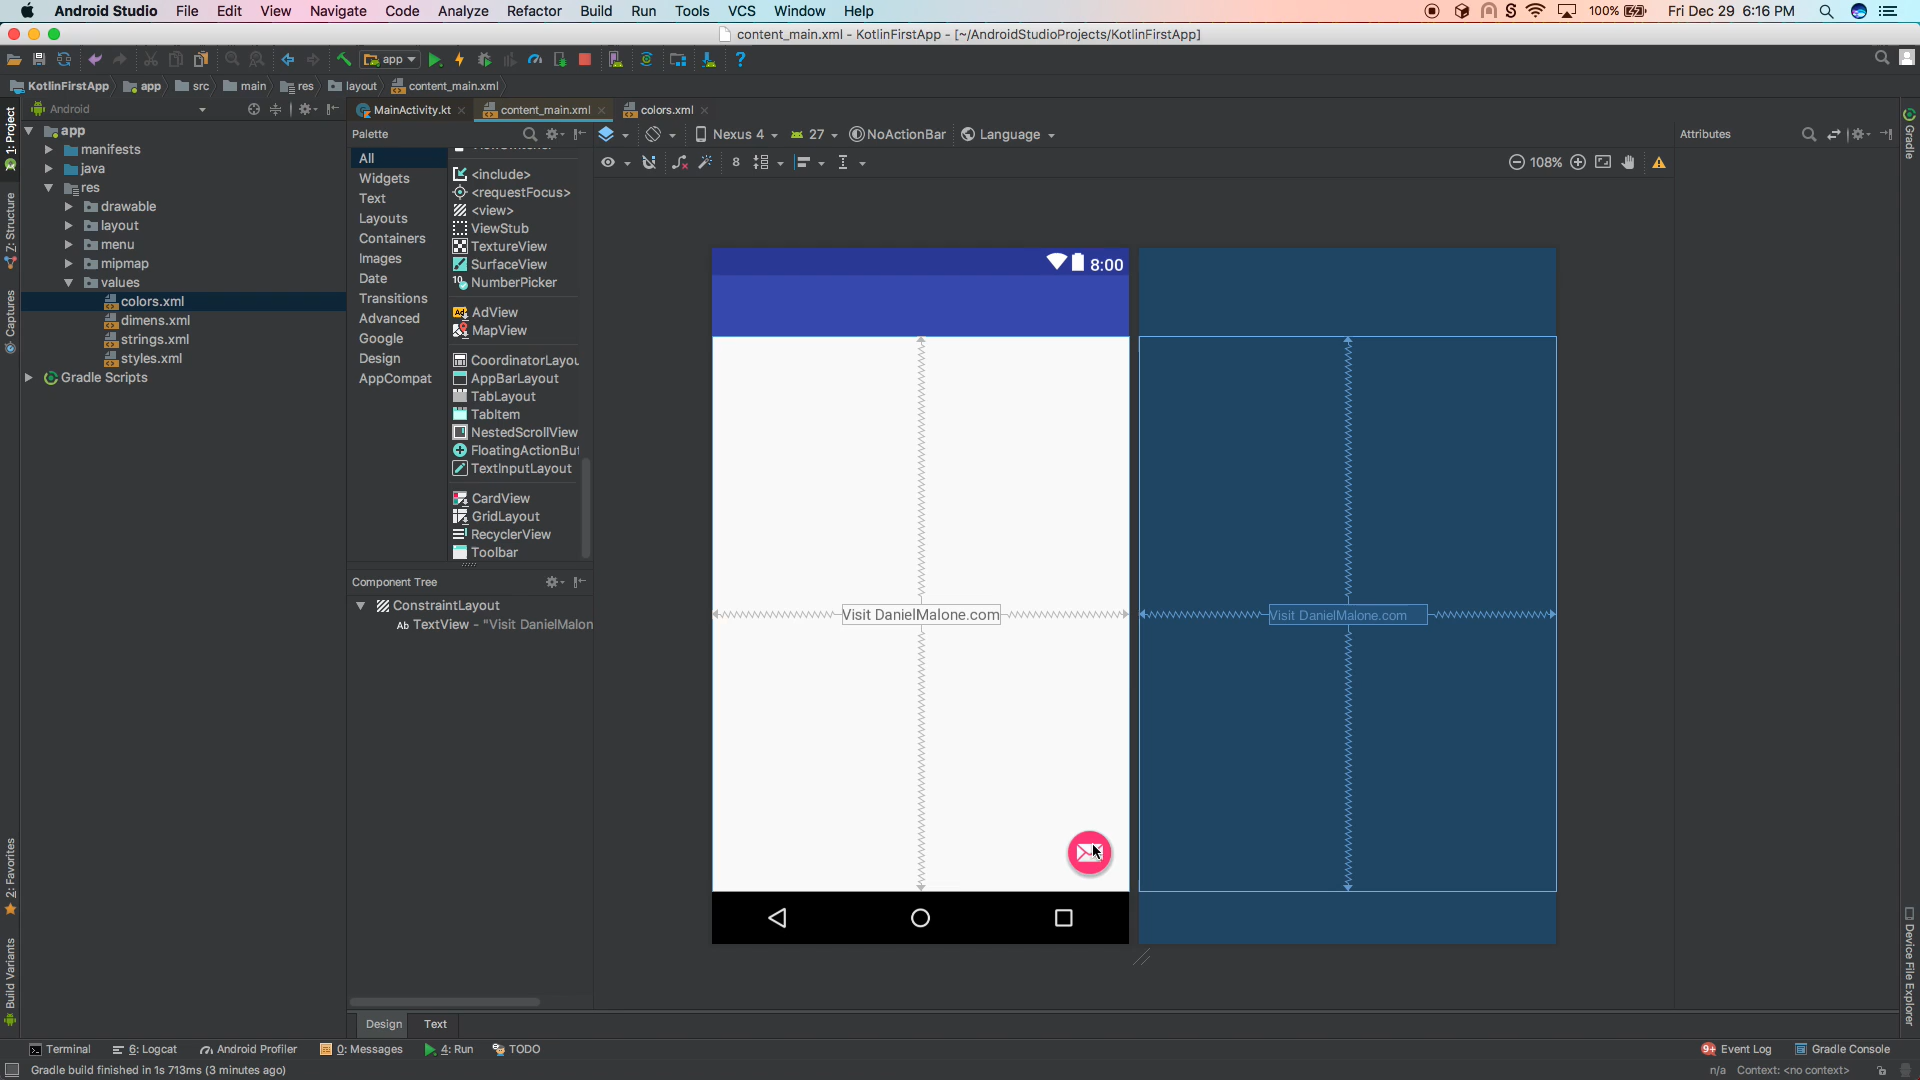 Android Studio File Edit View Navigate Code Analyze Refactor Build Run Tools VCS Window Help 100% Fri Dec 29 6:16 PM
content_main.xml - KotlinFirstApp - [~/AndroidStudioProjects/KotlinFirstApp]
app
KotlinFirstApp app src main res layout content_main.xml
Android
MainActivity.kt content_main.xml colors.xml
1: Project
Z: Structure
Captures
2: Favorites
Build Variants
app
manifests
java
res
drawable
layout
menu
mipmap
values
colors.xml
dimens.xml
strings.xml
styles.xml
Gradle Scripts
Palette
All
Widgets
Text
Layouts
Containers
Images
Date
Transitions
Advanced
Google
Design
AppCompat
<include>
<requestFocus>
<view>
ViewStub
TextureView
SurfaceView
NumberPicker
AdView
MapView
CoordinatorLayou
AppBarLayout
TabLayout
TabItem
NestedScrollView
FloatingActionBut
TextInputLayout
CardView
GridLayout
RecyclerView
Toolbar
Component Tree
ConstraintLayout
Ab TextView - "Visit DanielMalon
Nexus 4 27 NoActionBar Language
8 108%
Attributes
8:00
Visit DanielMalone.com
Visit DanielMalone.com
Gradle
Device File Explorer
Design Text
Terminal 6: Logcat Android Profiler 0: Messages 4: Run TODO 9+ Event Log Gradle Console
Gradle build finished in 1s 713ms (3 minutes ago) n/a Context: <no context>